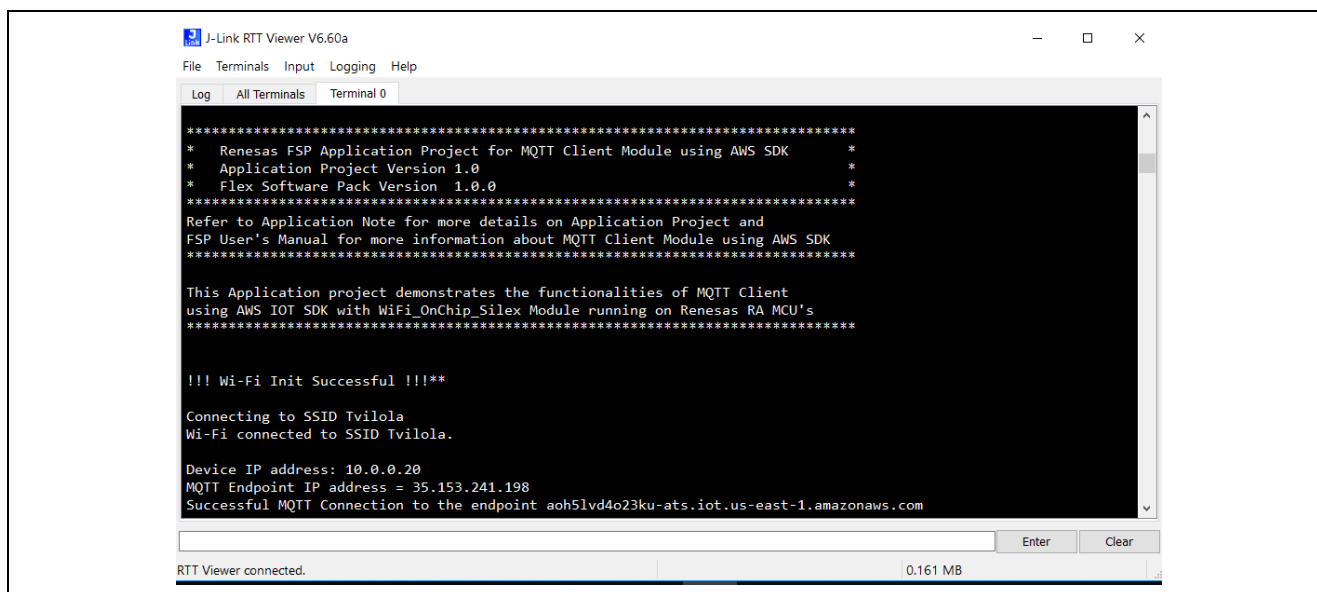 J-Link RTT Viewer V6.60a
File Terminals Input Logging Help
Log All Terminals Terminal 0
********************************************************************************
*   Renesas FSP Application Project for MQTT Client Module using AWS SDK       *
*   Application Project Version 1.0                                            *
*   Flex Software Pack Version  1.0.0                                          *
********************************************************************************
Refer to Application Note for more details on Application Project and
FSP User's Manual for more information about MQTT Client Module using AWS SDK
********************************************************************************
This Application project demonstrates the functionalities of MQTT Client
using AWS IOT SDK with WiFi_OnChip_Silex Module running on Renesas RA MCU's
********************************************************************************
!!! Wi-Fi Init Successful !!!**
Connecting to SSID Tvilola
Wi-Fi connected to SSID Tvilola.
Device IP address: 10.0.0.20
MQTT Endpoint IP address = 35.153.241.198
Successful MQTT Connection to the endpoint aoh5lvd4o23ku-ats.iot.us-east-1.amazonaws.com
Enter Clear
RTT Viewer connected. 0.161 MB